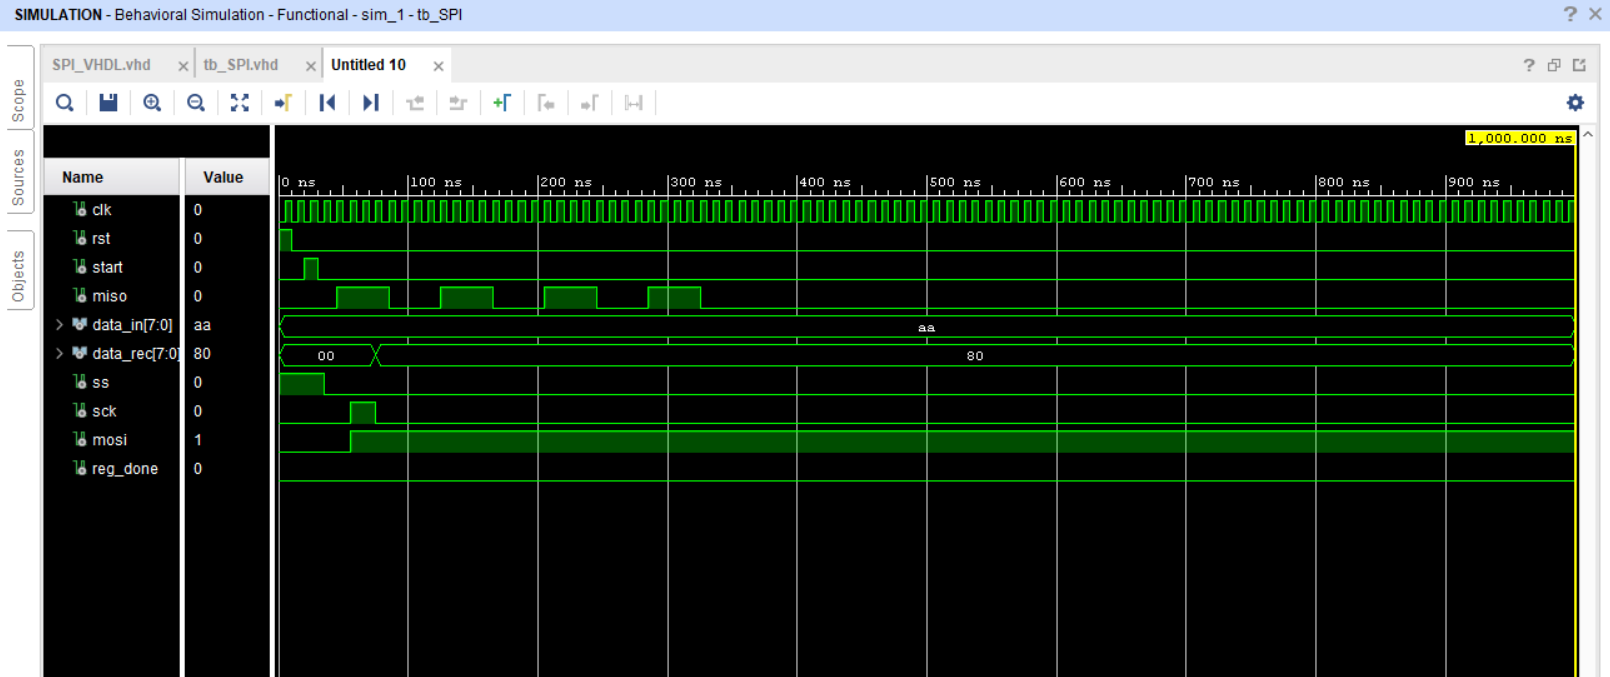 SIMULATION - Behavioral Simulation - Functional - sim_1 - tb_SPI
SPI_VHDL.vhd
tb_SPI.vhd
Untitled 10
Scope
Sources
Objects
1,000.000 ns
Name Value
0 ns 100 ns 200 ns 300 ns 400 ns 500 ns 600 ns 700 ns 800 ns 900 ns
clk 0
rst 0
start 0
miso 0
data_in[7:0] aa aa
data_rec[7:0] 80 00 80
ss 0
sck 0
mosi 1
reg_done 0